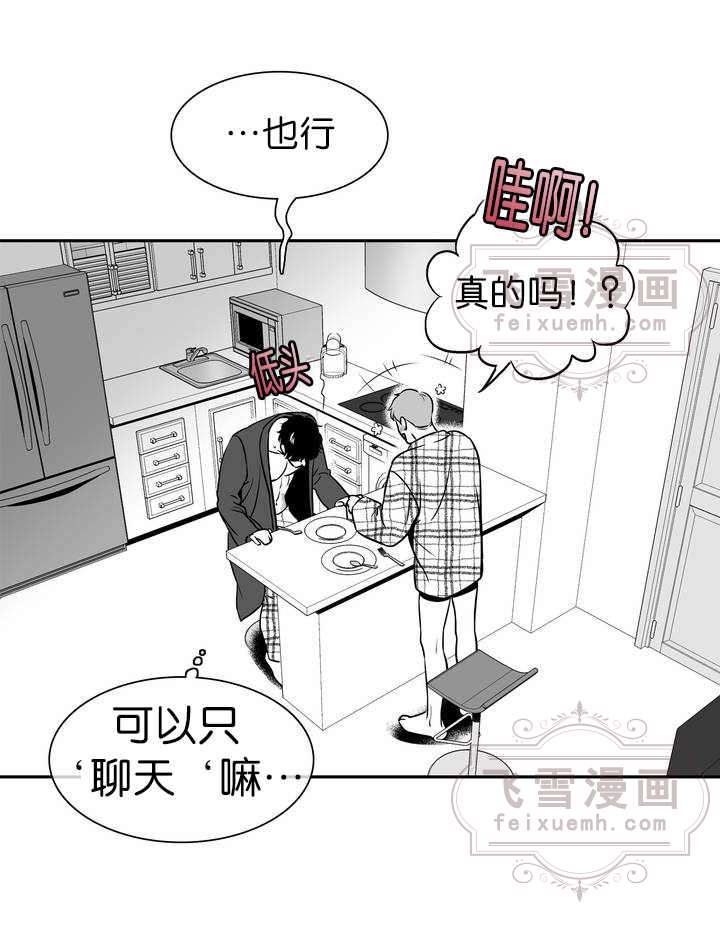 …也行
哇啊!
真的吗!?
飞雪漫画
feixuemh.com
低头
可以只
‘聊天‘嘛…
飞雪漫画
feixuemh.com